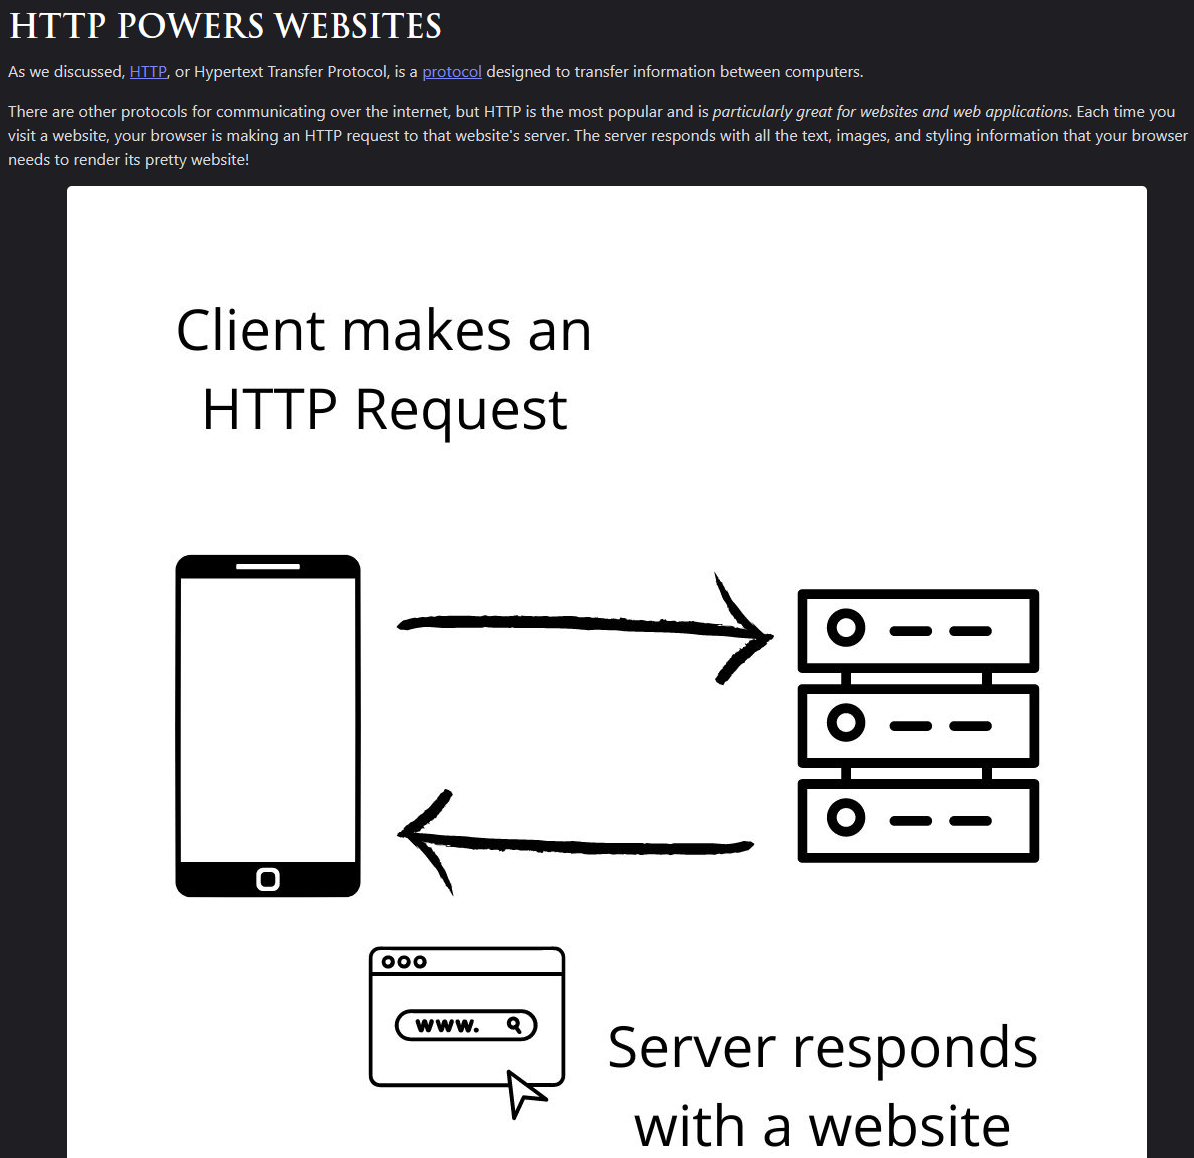 HTTP POWERS WEBSITES
As we discussed, HTTP, or Hypertext Transfer Protocol, is a protocol designed to transfer information between computers.
There are other protocols for communicating over the internet, but HTTP is the most popular and is particularly great for websites and web applications. Each time you
visit a website, your browser is making an HTTP request to that website's server. The server responds with all the text, images, and styling information that your browser
needs to render its pretty website!
Client makes an
HTTP Request
www.
Server responds
with a website